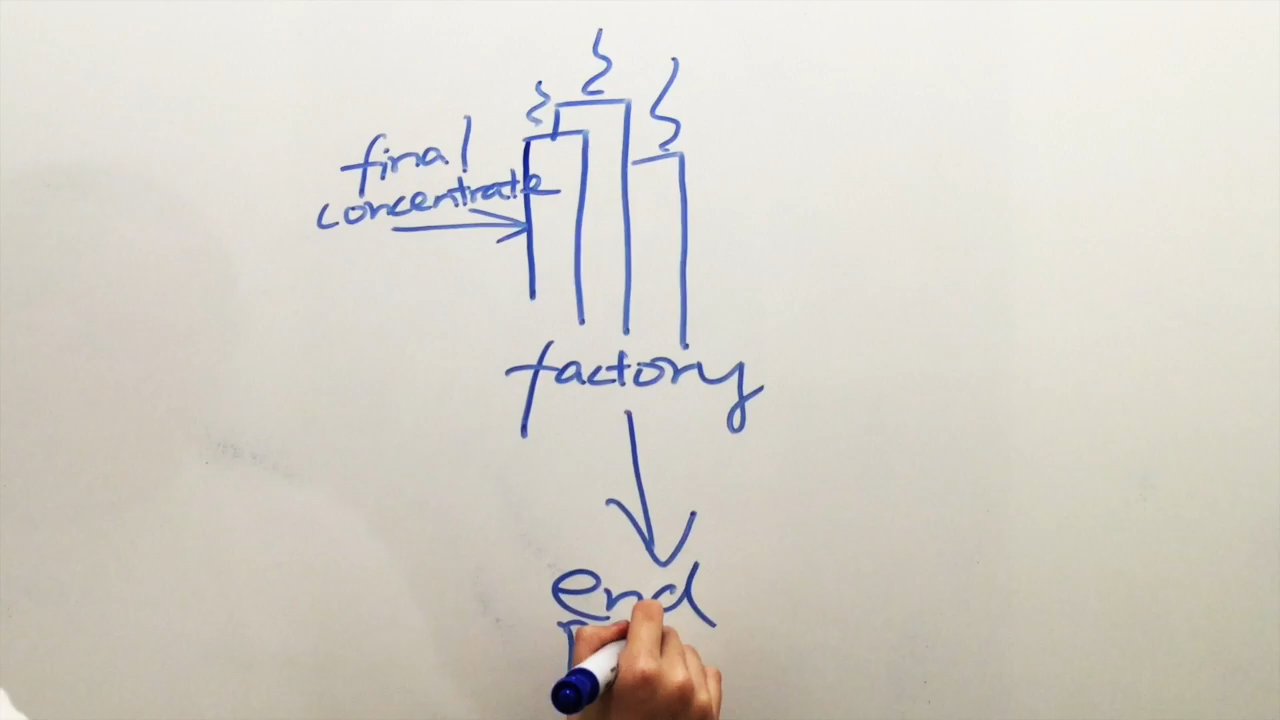 final
concentrate
factory
end